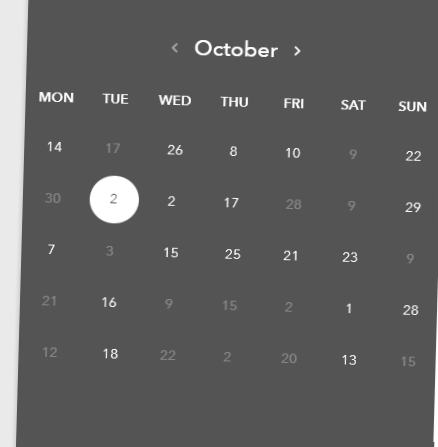 ‹ October ›
MON TUE WED THU FRI SAT SUN
14 17 26 8 10 9 22
30 2 2 17 28 9 29
7 3 15 25 21 23 9
21 16 9 15 2 1 28
12 18 22 2 20 13 15